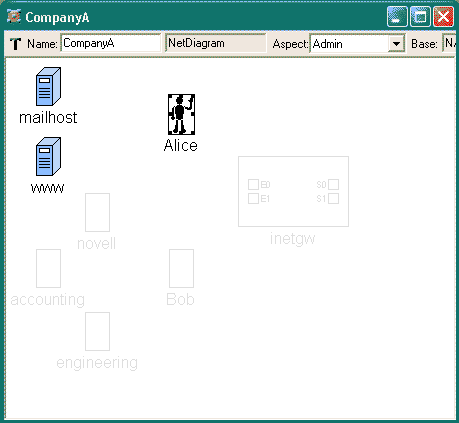 CompanyA
Name: CompanyA NetDiagram Aspect: Admin Base:
mailhost
Alice
www
E0 S0
E1 S1
inetgw
novell
accounting
Bob
engineering